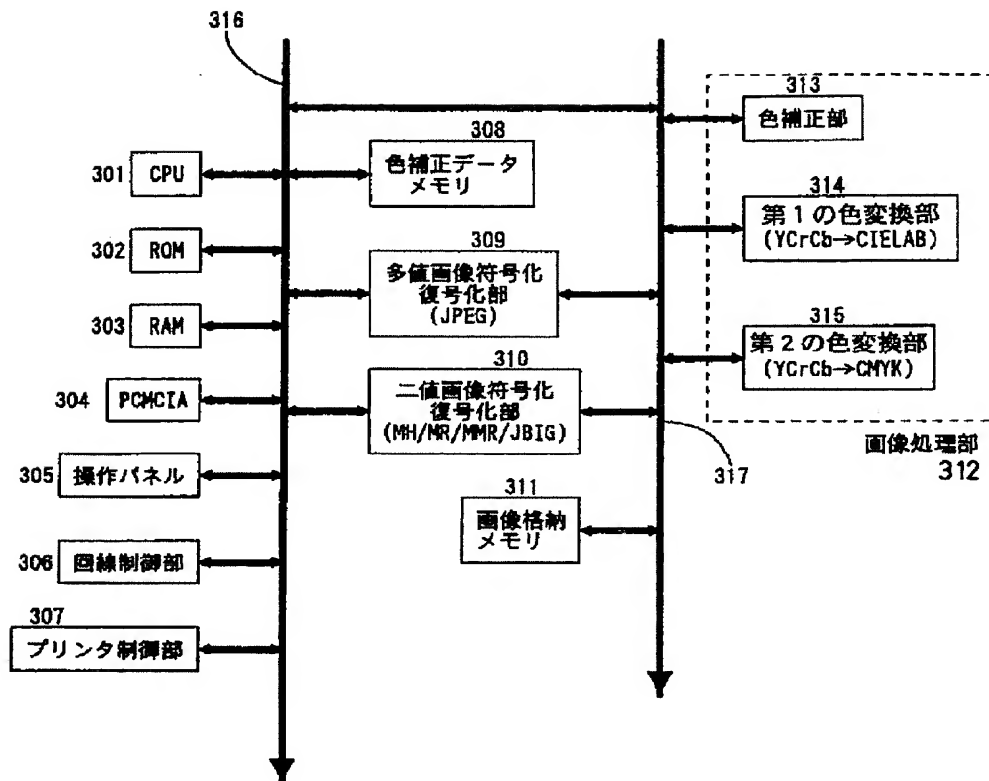 316
301 CPU
302 ROM
303 RAM
304 PCMCIA
305 操作パネル
306 回線制御部
307
プリンタ制御部
308
色補正データ
メモリ
309
多値画像符号化
復号化部
(JPEG)
310
二値画像符号化
復号化部
(MH/MR/MMR/JBIG)
311
画像格納
メモリ
313
色補正部
314
第1の色変換部
(YCrCb→CIELAB)
315
第2の色変換部
(YCrCb→CMYK)
画像処理部
312
317